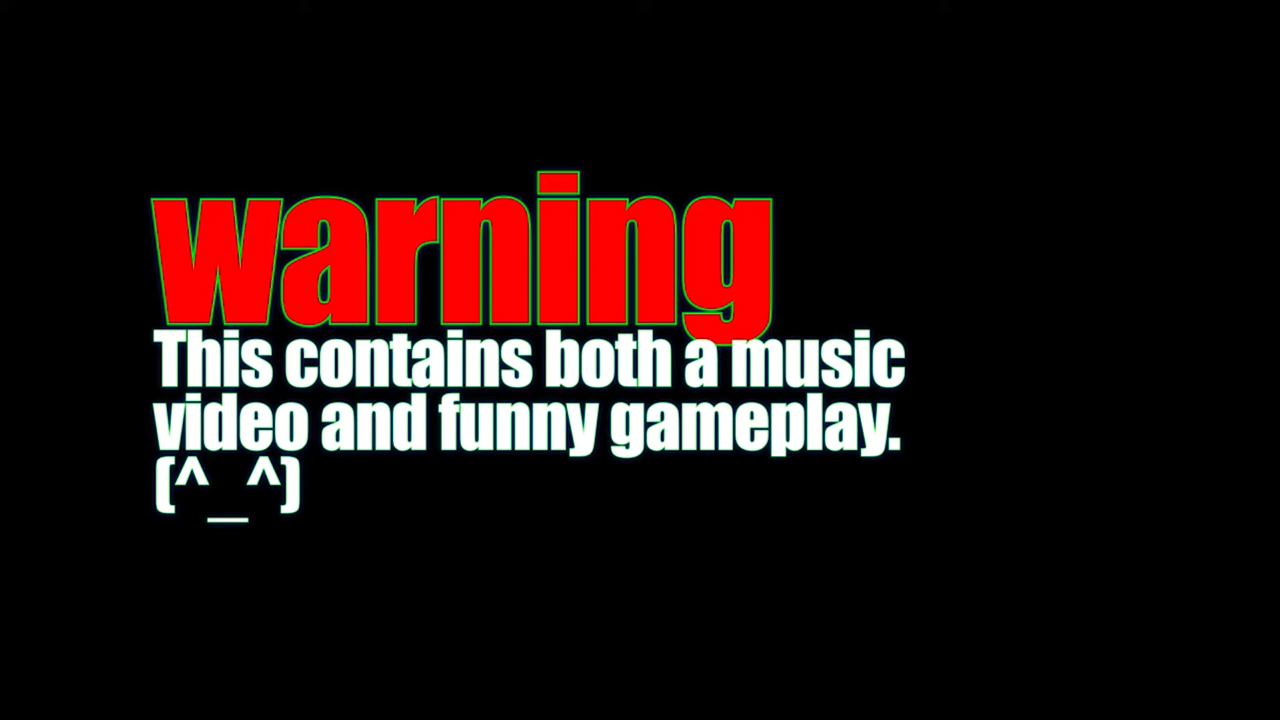 warning
This contains both a music
video and funny gameplay.
(^_^)